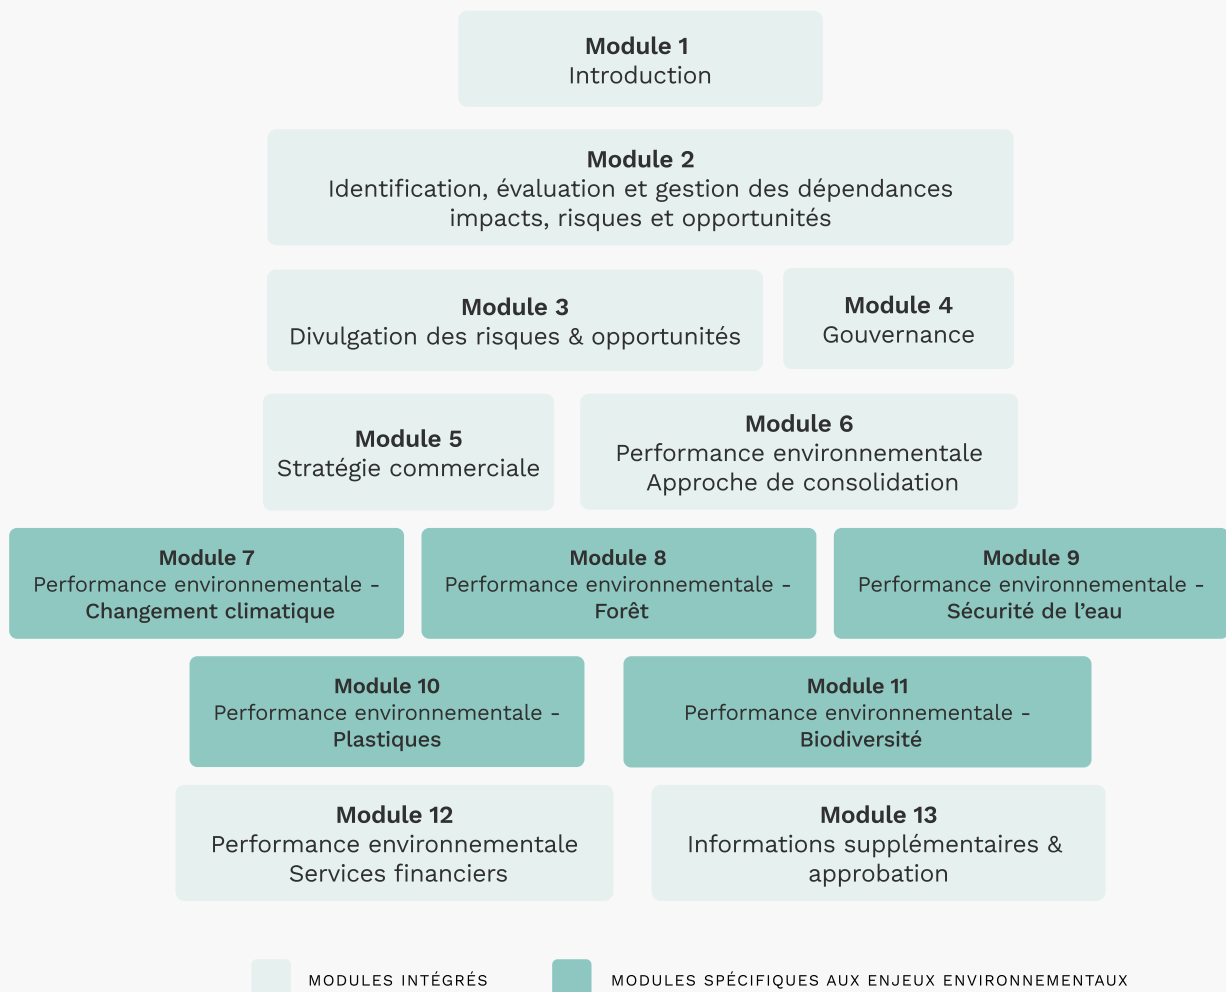 Module 1
Introduction
Module 2
Identification, évaluation et gestion des dépendances
impacts, risques et opportunités
Module 3
Divulgation des risques & opportunités
Module 4
Gouvernance
Module 5
Stratégie commerciale
Module 6
Performance environnementale
Approche de consolidation
Module 7
Performance environnementale -
Changement climatique
Module 8
Performance environnementale -
Forêt
Module 9
Performance environnementale -
Sécurité de l’eau
Module 10
Performance environnementale -
Plastiques
Module 11
Performance environnementale -
Biodiversité
Module 12
Performance environnementale
Services financiers
Module 13
Informations supplémentaires &
approbation
MODULES INTÉGRÉS
MODULES SPÉCIFIQUES AUX ENJEUX ENVIRONNEMENTAUX